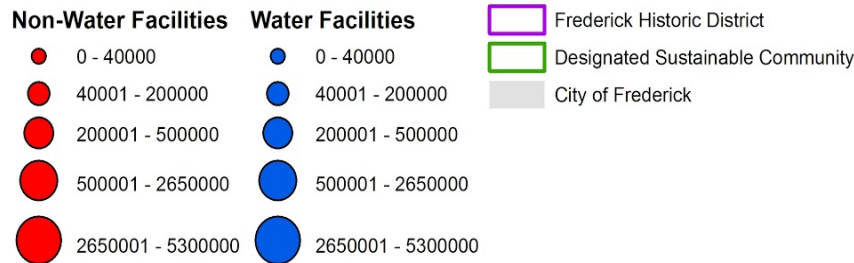 Non-Water Facilities
0 - 40000
40001 - 200000
200001 - 500000
500001 - 2650000
2650001 - 5300000
Water Facilities
0 - 40000
40001 - 200000
200001 - 500000
500001 - 2650000
2650001 - 5300000
Frederick Historic District
Designated Sustainable Community
City of Frederick